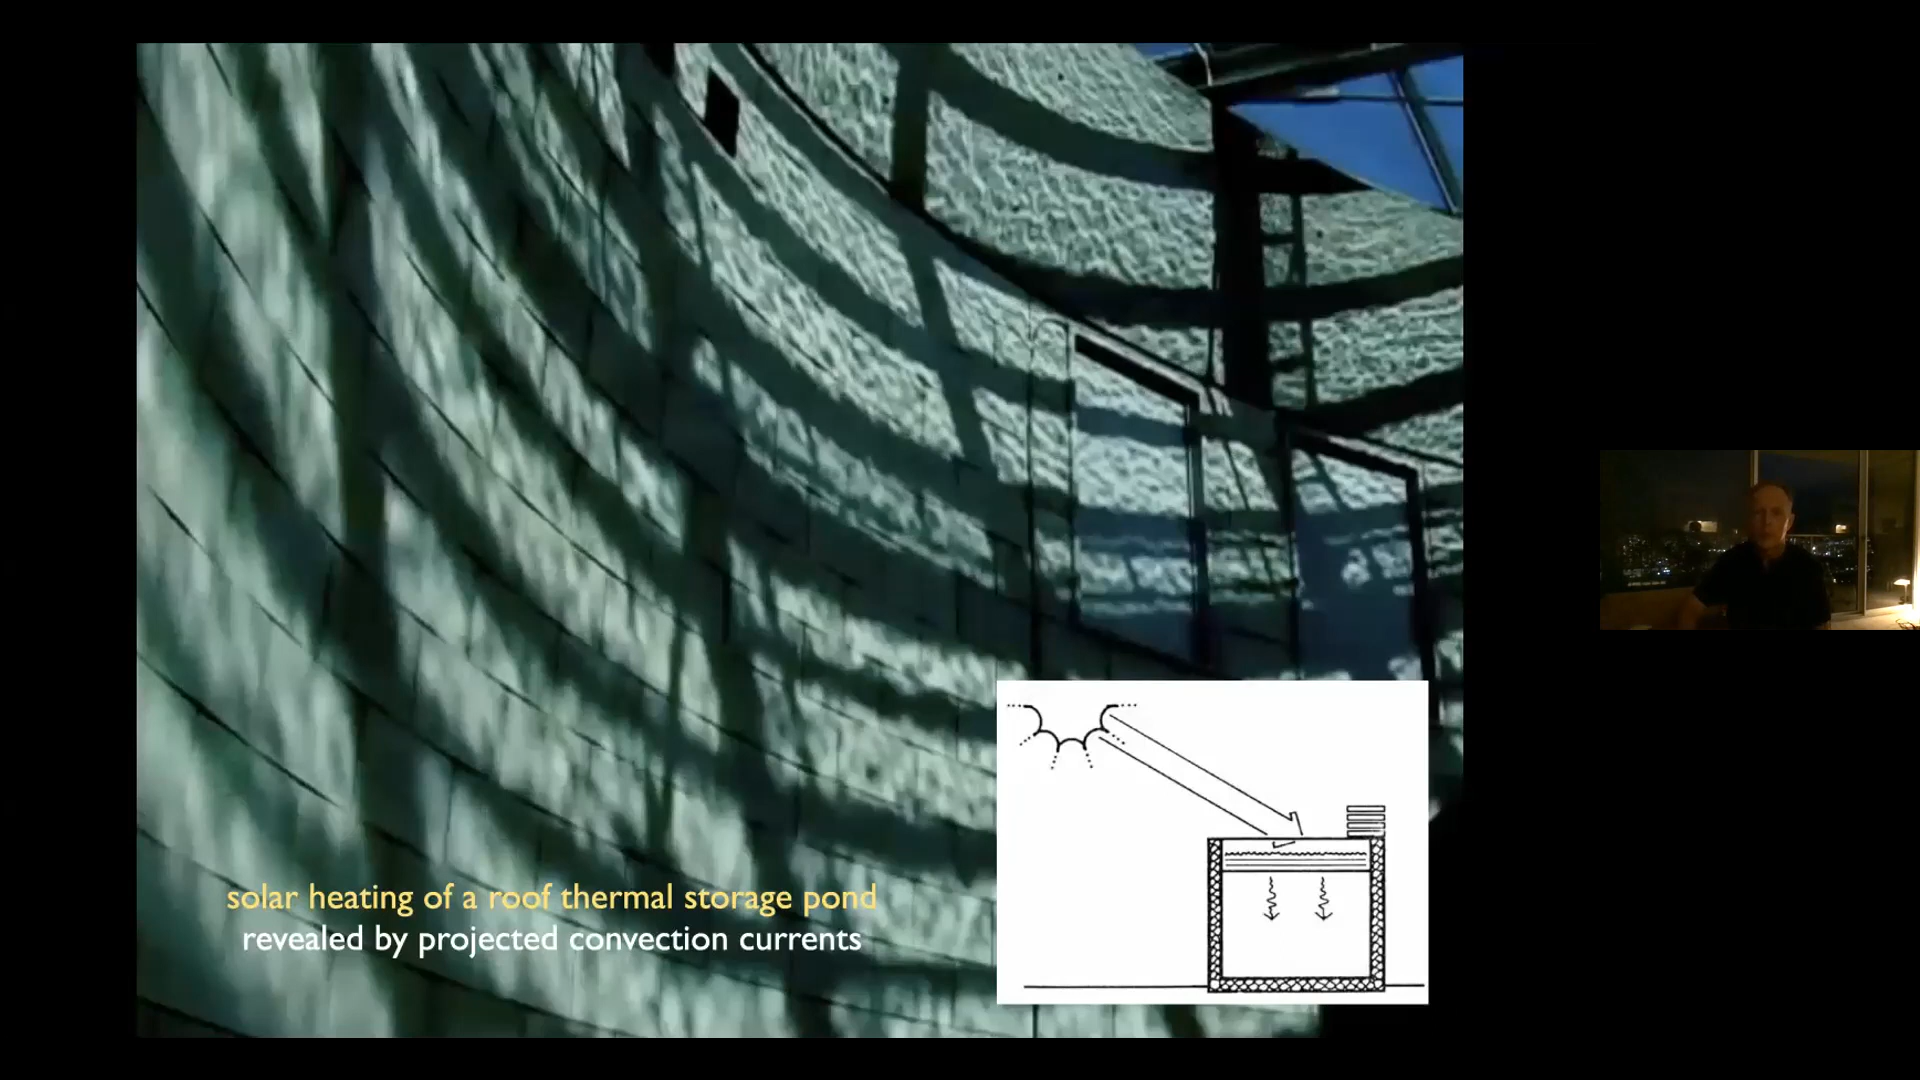 solar heating of a roof thermal storage pond
revealed by projected convection currents